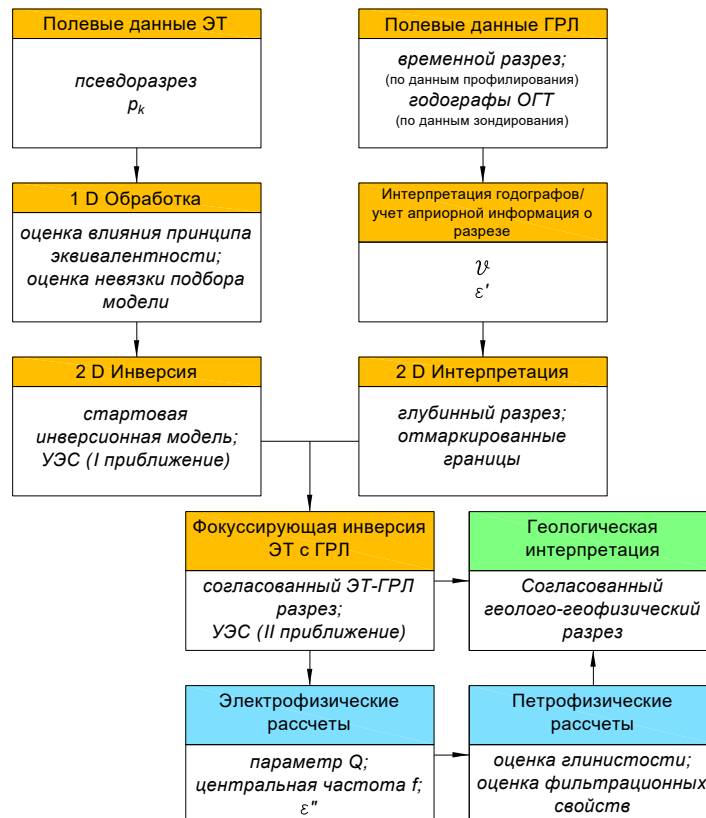 Полевые данные ЭТ
псевдоразрез
pₖ
Полевые данные ГРЛ
временной разрез;
(по данным профилирования)
годографы ОГТ
(по данным зондирования)
1 D Обработка
оценка влияния принципа
эквивалентности;
оценка невязки подбора
модели
Интерпретация годографов/
учет априорной информация о
разрезе
𝜗
ε'
2 D Инверсия
стартовая
инверсионная модель;
УЭС (I приближение)
2 D Интерпретация
глубинный разрез;
отмаркированные
границы
Фокуссирующая инверсия
ЭТ с ГРЛ
согласованный ЭТ-ГРЛ
разрез;
УЭС (II приближение)
Геологическая
интерпретация
Согласованный
геолого-геофизический
разрез
Электрофизические
рассчеты
параметр Q;
центральная частота f;
ε"
Петрофизические
рассчеты
оценка глинистости;
оценка фильтрационных
свойств